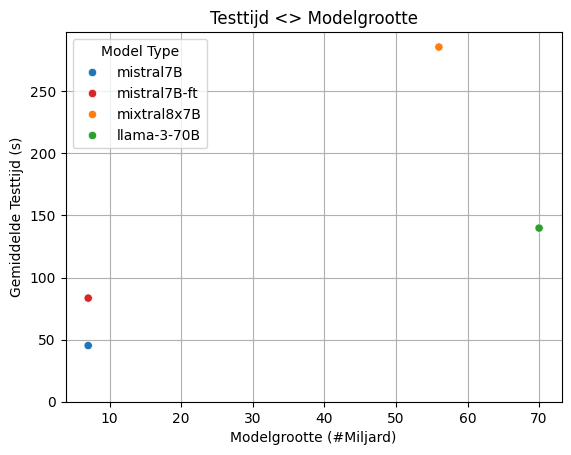 Testtijd <> Modelgrootte
Model Type
mistral7B
mistral7B-ft
mixtral8x7B
llama-3-70B
Gemiddelde Testtijd (s)
250
200
150
100
50
0
10 20 30 40 50 60 70
Modelgrootte (#Miljard)